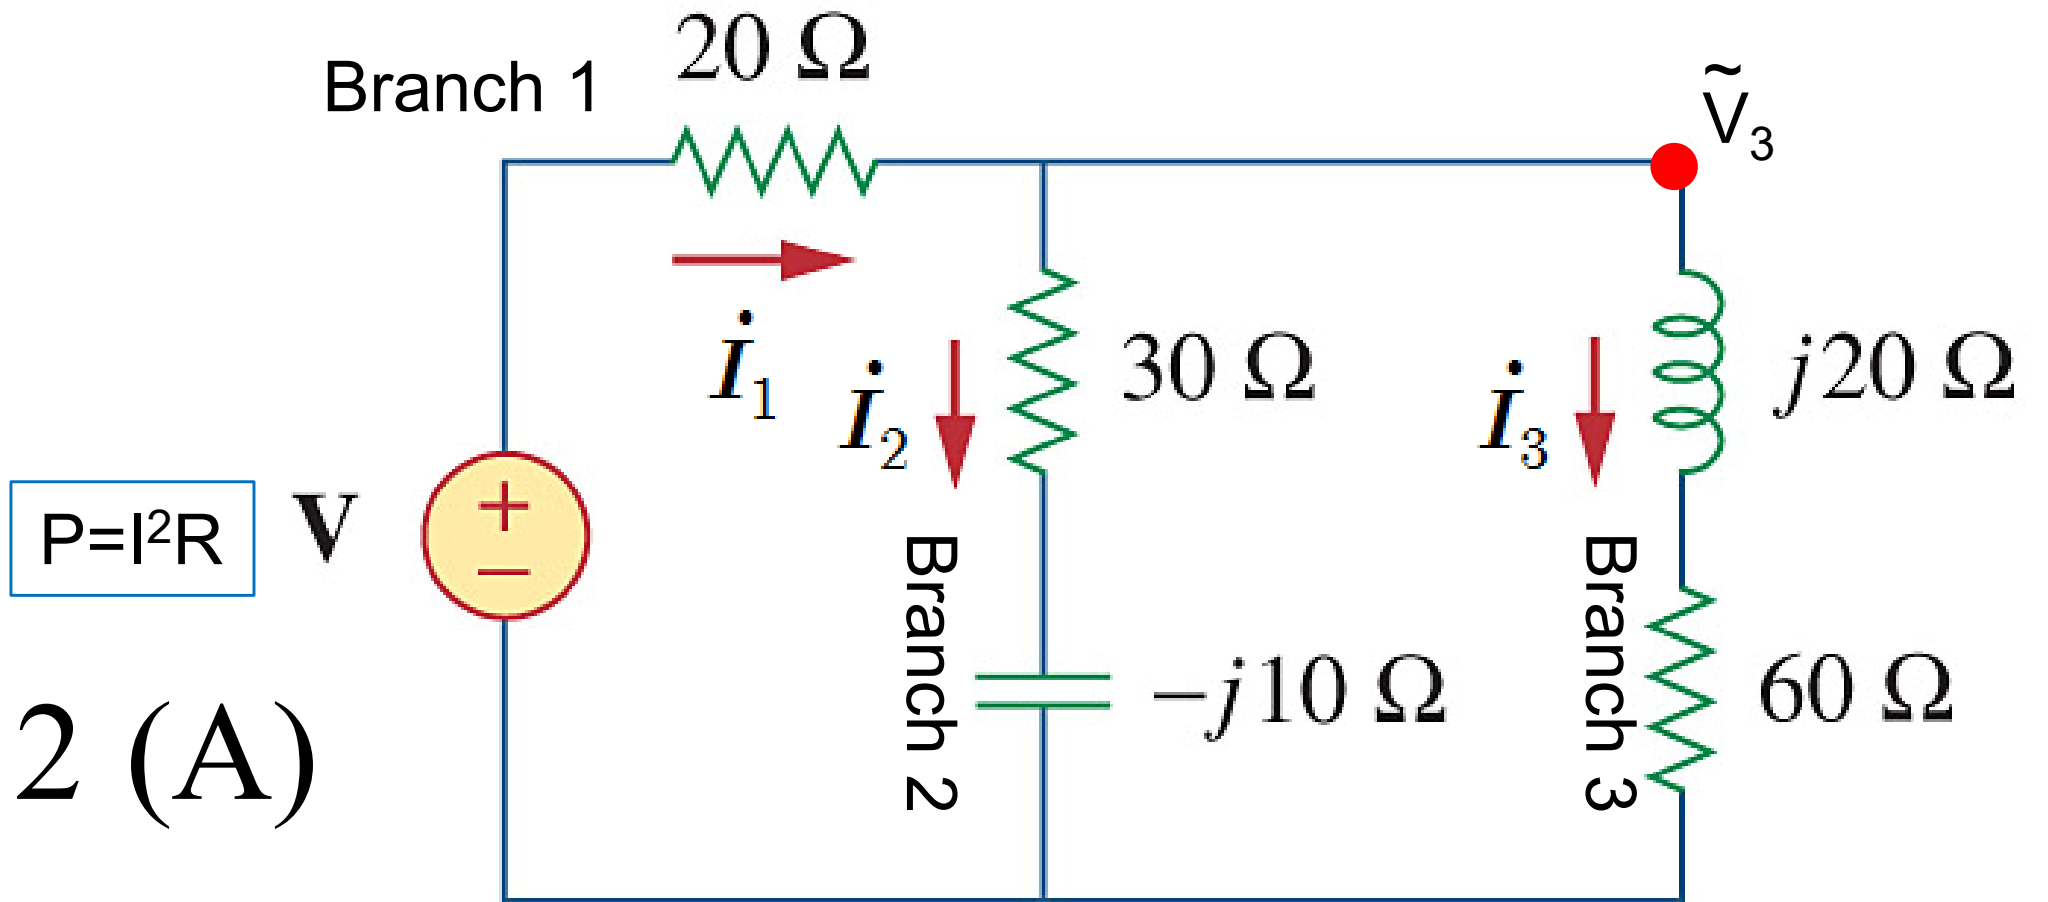 20 Ω
Branch 1
Ṽ₃
İ₁
İ₂
30 Ω
İ₃
j20 Ω
P=I²R
V
+
−
Branch 2
Branch 3
−j10 Ω
60 Ω
2 (A)